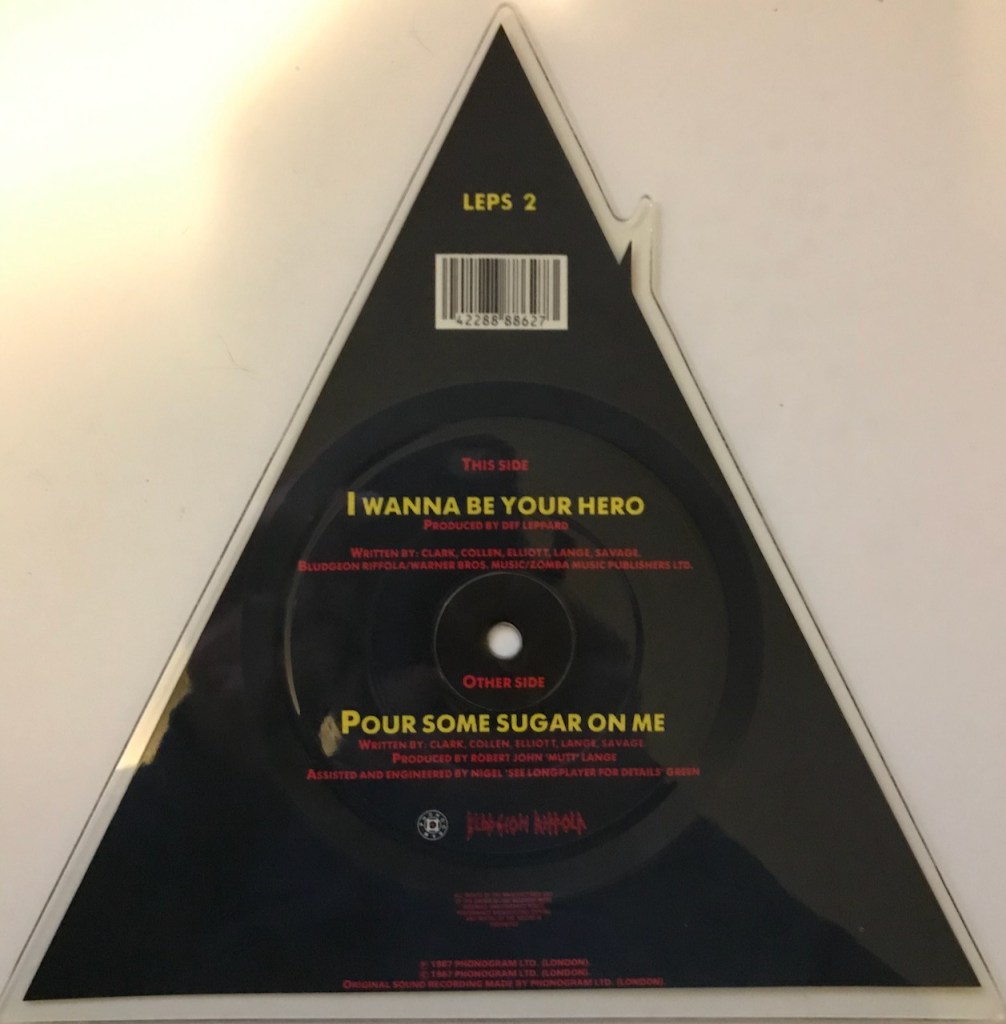 LEPS 2
42288 88627
THIS SIDE
I WANNA BE YOUR HERO
PRODUCED BY DEF LEPPARD
WRITTEN BY: CLARK, COLLEN, ELLIOTT, LANGE, SAVAGE.
BLUDGEON RIFFOLA/WARNER BROS. MUSIC/ZOMBA MUSIC PUBLISHERS LTD.
OTHER SIDE
POUR SOME SUGAR ON ME
WRITTEN BY: CLARK, COLLEN, ELLIOTT, LANGE, SAVAGE
PRODUCED BY ROBERT JOHN 'MUTT' LANGE
ASSISTED AND ENGINEERED BY NIGEL 'SEE LONGPLAYER FOR DETAILS' GREEN
BLUDGEON RIFFOLA
℗ 1987 PHONOGRAM LTD. (LONDON).
© 1987 PHONOGRAM LTD. (LONDON).
ORIGINAL SOUND RECORDING MADE BY PHONOGRAM LTD. (LONDON)